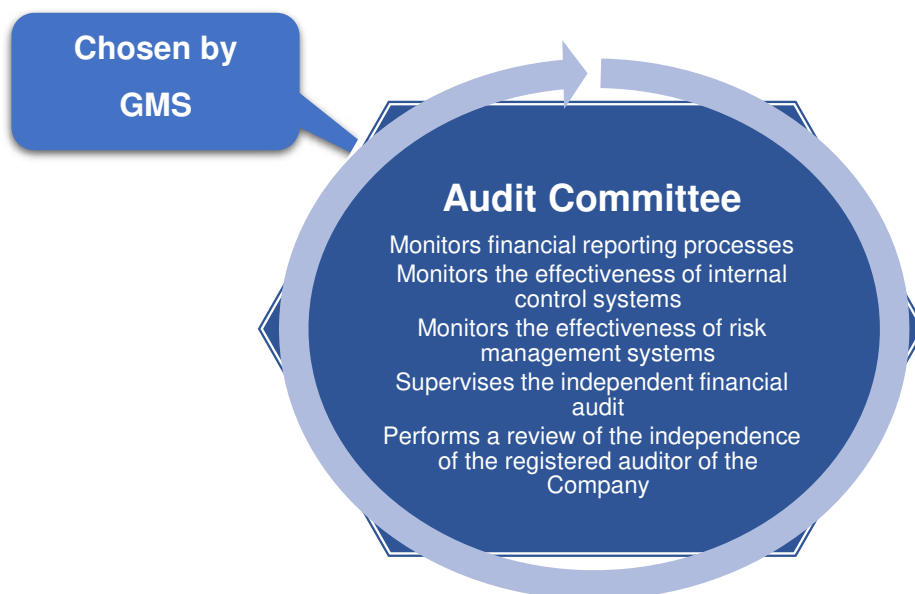 Chosen by
GMS
Audit Committee
Monitors financial reporting processes
Monitors the effectiveness of internal
control systems
Monitors the effectiveness of risk
management systems
Supervises the independent financial
audit
Performs a review of the independence
of the registered auditor of the
Company